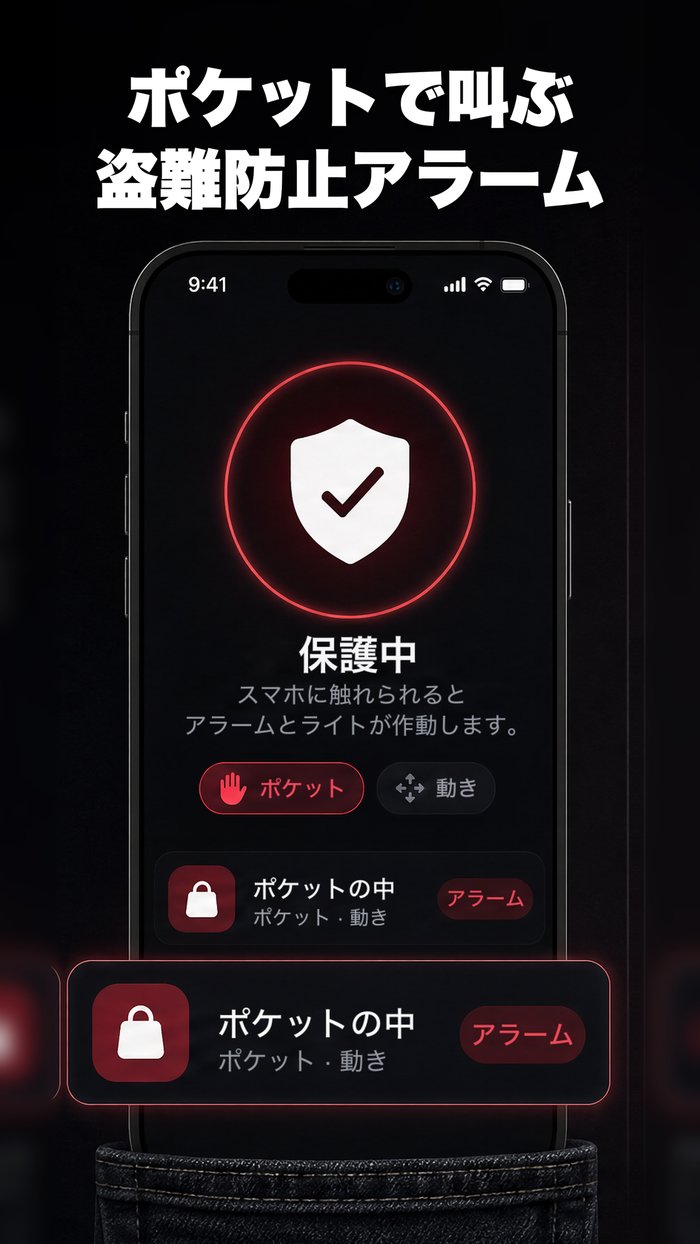 ポケットで叫ぶ
盗難防止アラーム
9:41
保護中
スマホに触れられると
アラームとライトが作動します。
ポケット
動き
ポケットの中
アラーム
ポケット · 動き
ポケットの中
アラーム
ポケット · 動き